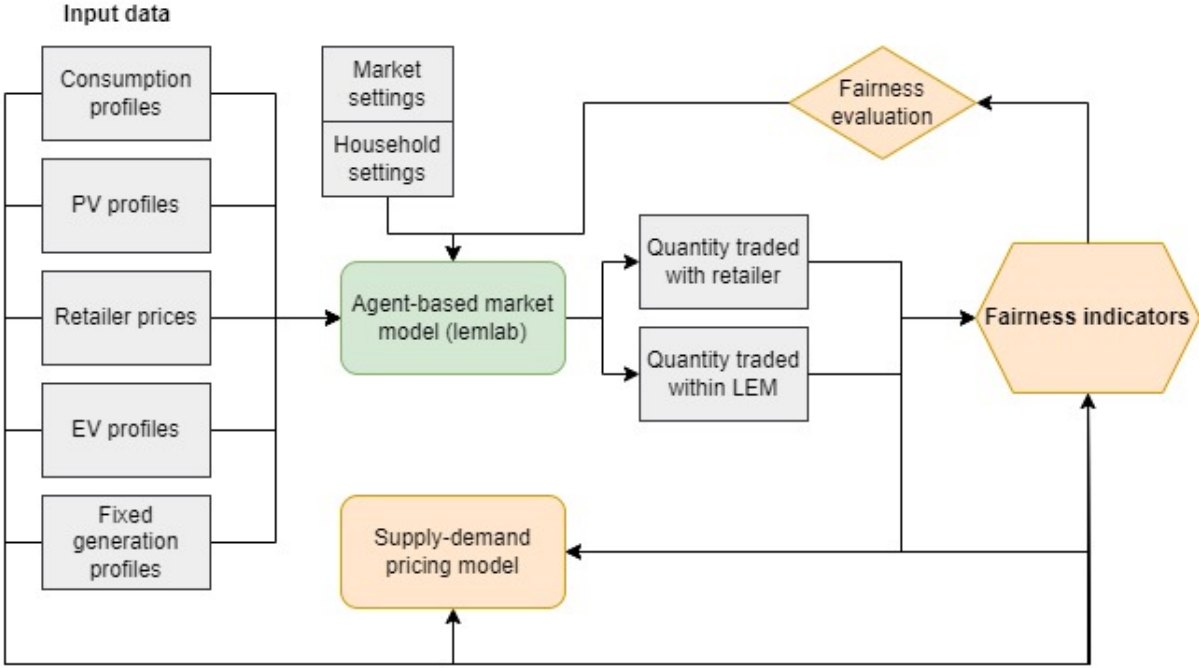 Input data
Consumption
profiles
PV profiles
Retailer prices
EV profiles
Fixed
generation
profiles
Market
settings
Household
settings
Agent-based market
model (lemlab)
Supply-demand
pricing model
Quantity traded
with retailer
Quantity traded
within LEM
Fairness
evaluation
Fairness indicators